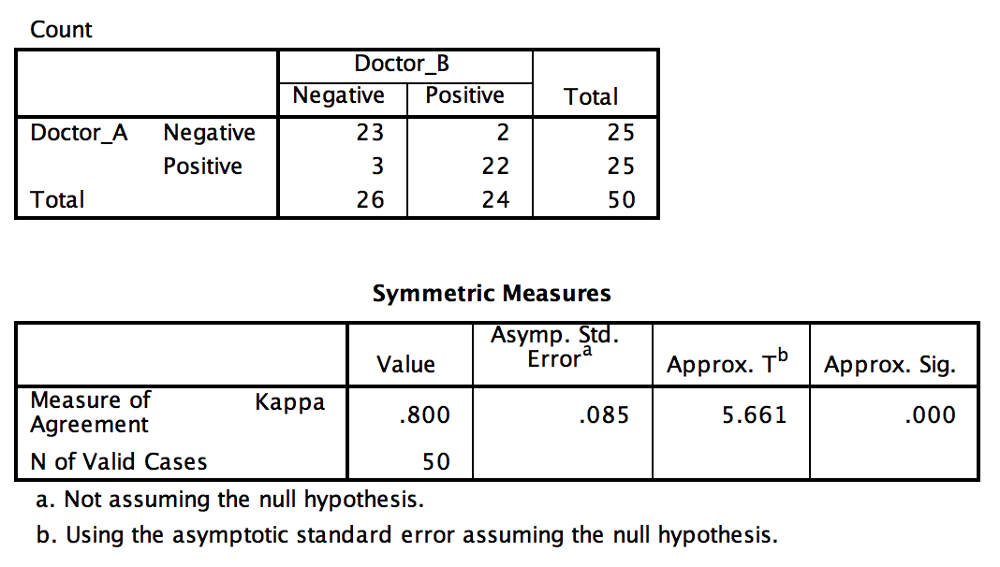 Count
Doctor_B
Negative Positive Total
Doctor_A Negative 23 2 25
Positive 3 22 25
Total 26 24 50
Symmetric Measures
Value Asymp. Std. Errorᵃ Approx. Tᵇ Approx. Sig.
Measure of Agreement Kappa .800 .085 5.661 .000
N of Valid Cases 50
a. Not assuming the null hypothesis.
b. Using the asymptotic standard error assuming the null hypothesis.